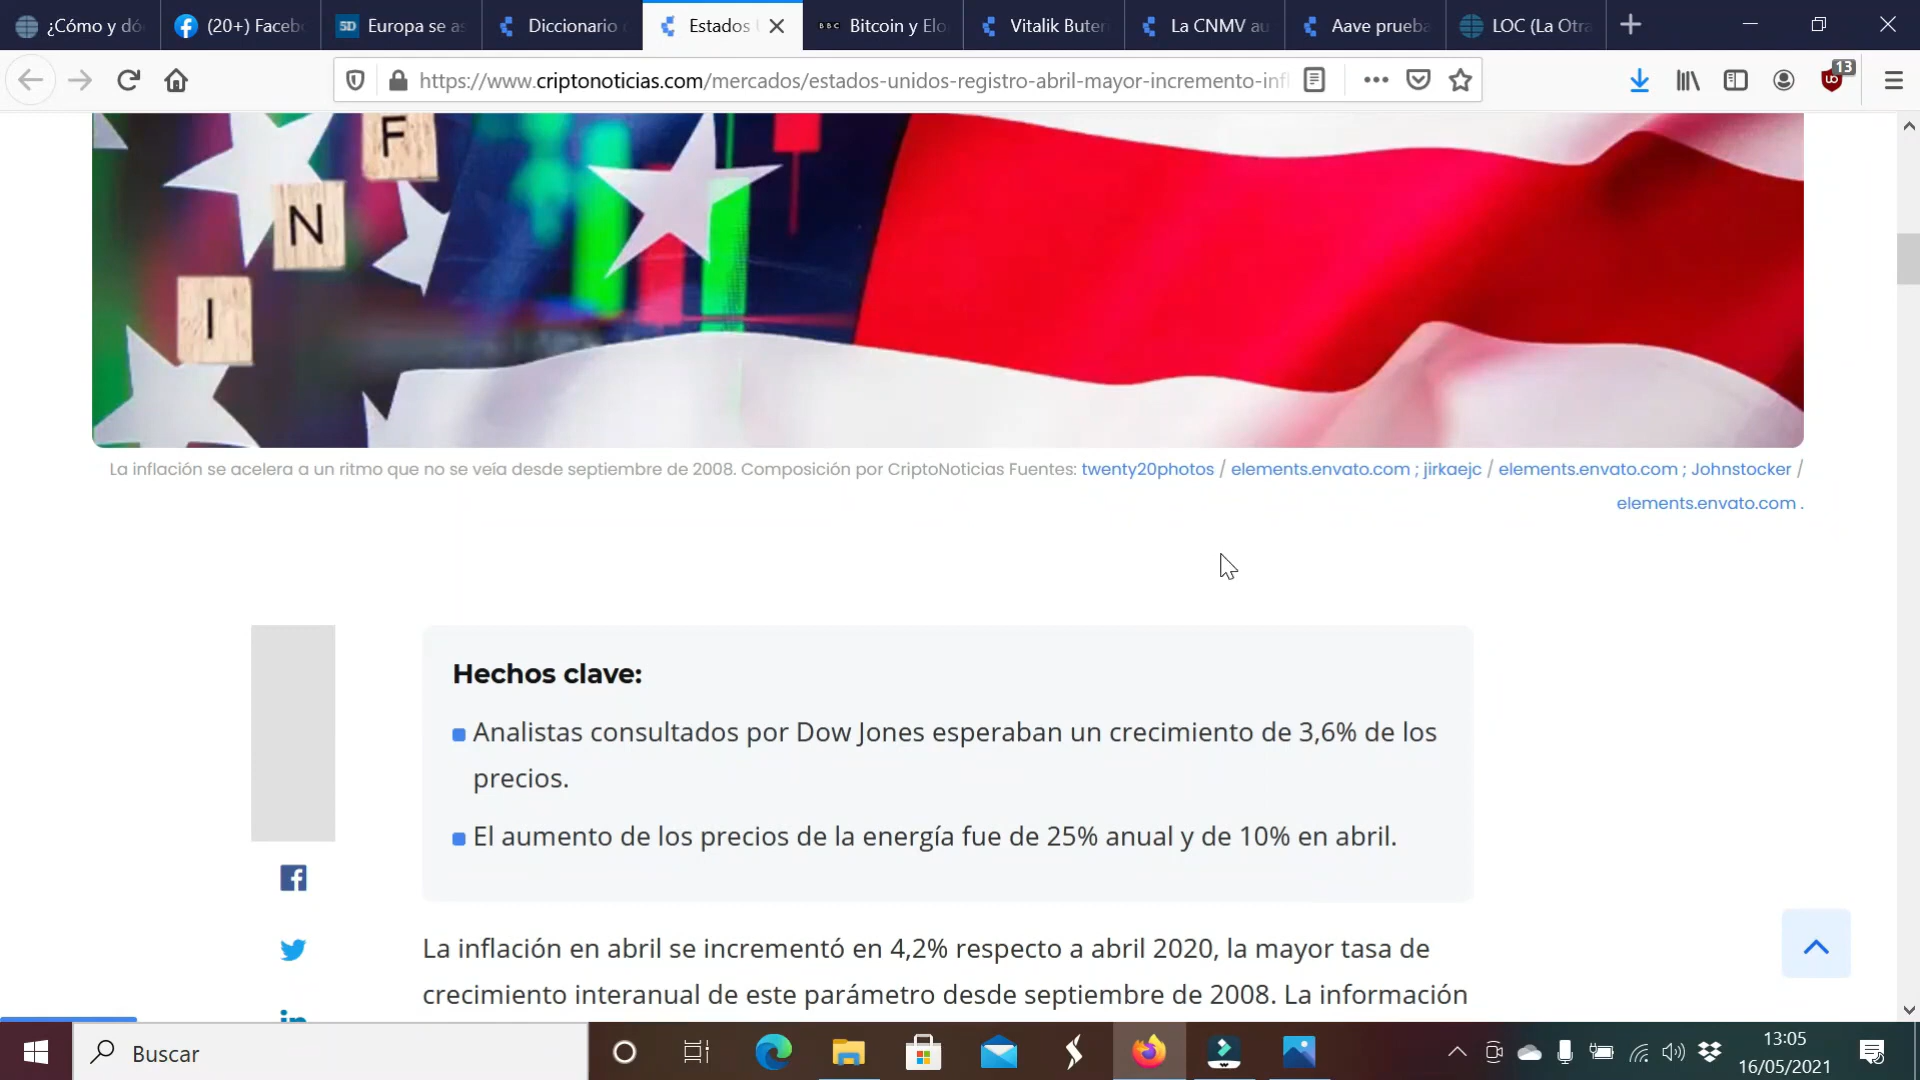 ¿Cómo y dó
(20+) Faceb
5D Europa se as
Diccionario
Estados U
BBC Bitcoin y Elo
Vitalik Buter
La CNMV au
Aave prueba
LOC (La Otra
https://www.criptonoticias.com/mercados/estados-unidos-registro-abril-mayor-incremento-infl
13
F
N
I
La inflación se acelera a un ritmo que no se veía desde septiembre de 2008. Composición por CriptoNoticias Fuentes: twenty20photos / elements.envato.com ; jirkaejc / elements.envato.com ; Johnstocker /
elements.envato.com .
Hechos clave:
Analistas consultados por Dow Jones esperaban un crecimiento de 3,6% de los
precios.
El aumento de los precios de la energía fue de 25% anual y de 10% en abril.
La inflación en abril se incrementó en 4,2% respecto a abril 2020, la mayor tasa de
crecimiento interanual de este parámetro desde septiembre de 2008. La información
Buscar
13:05
16/05/2021